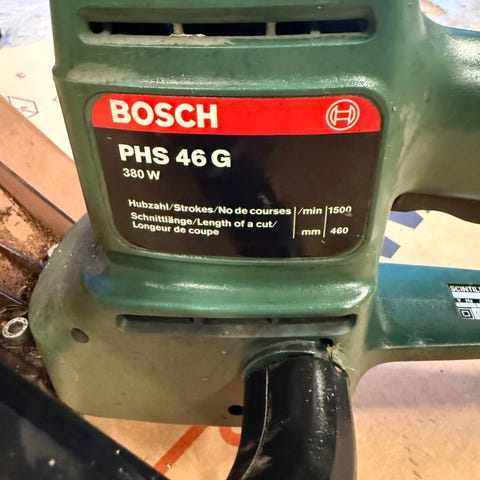 BOSCH
PHS 46 G
380 W
Hubzahl/Strokes/No de courses /min 1500
Schnittlänge/Length of a cut/
Longeur de coupe mm 460